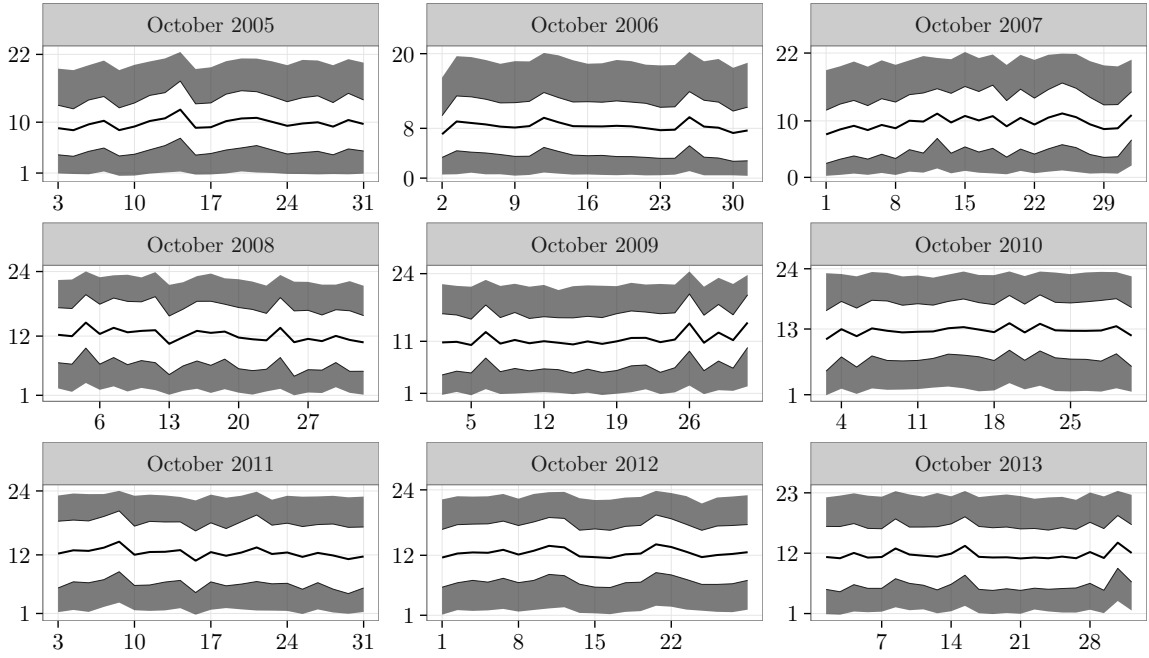 October 2005
October 2006
October 2007
22
10
1
3 10 17 24 31
20
8
0
2 9 16 23 30
22
10
0
1 8 15 22 29
October 2008
October 2009
October 2010
24
12
1
6 13 20 27
24
11
1
5 12 19 26
24
13
1
4 11 18 25
October 2011
October 2012
October 2013
24
12
1
3 10 17 24 31
24
12
1
1 8 15 22
23
12
1
7 14 21 28